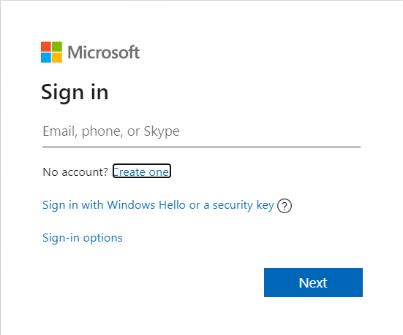 Microsoft
Sign in
Email, phone, or Skype
No account? Create one!
Sign in with Windows Hello or a security key ?
Sign-in options
Next